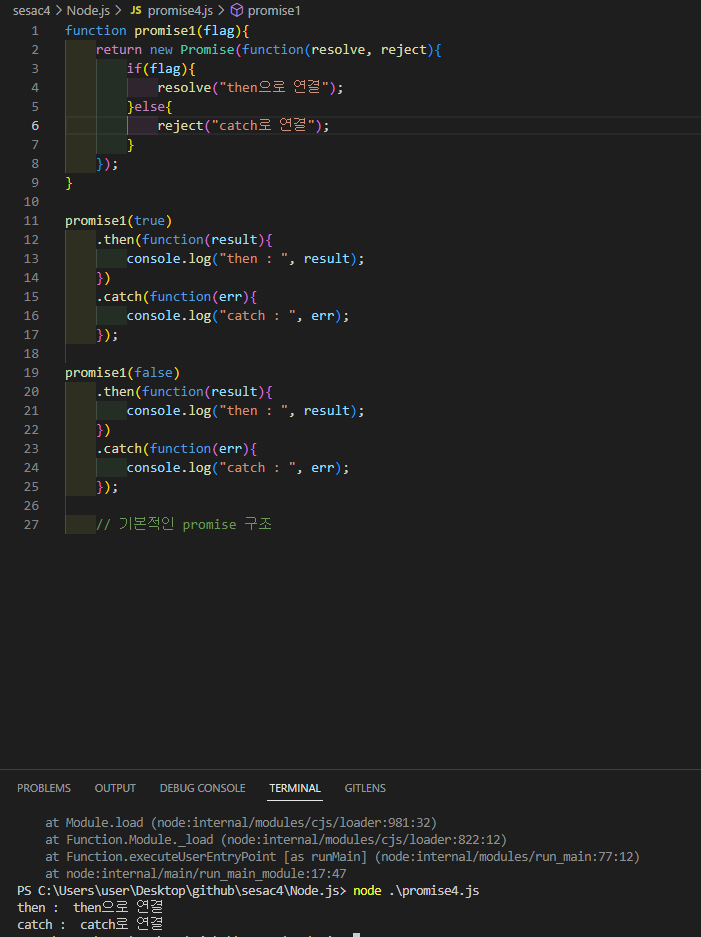 sesac4 > Node.js > JS promise4.js > promise1
1 function promise1(flag){
2 return new Promise(function(resolve, reject){
3 if(flag){
4 resolve("then으로 연결");
5 }else{
6 reject("catch로 연결");
7 }
8 });
9 }
10
11 promise1(true)
12 .then(function(result){
13 console.log("then : ", result);
14 })
15 .catch(function(err){
16 console.log("catch : ", err);
17 });
18
19 promise1(false)
20 .then(function(result){
21 console.log("then : ", result);
22 })
23 .catch(function(err){
24 console.log("catch : ", err);
25 });
26
27 // 기본적인 promise 구조
PROBLEMS OUTPUT DEBUG CONSOLE TERMINAL GITLENS
at Module.load (node:internal/modules/cjs/loader:981:32)
at Function.Module._load (node:internal/modules/cjs/loader:822:12)
at Function.executeUserEntryPoint [as runMain] (node:internal/modules/run_main:77:12)
at node:internal/main/run_main_module:17:47
PS C:\Users\user\Desktop\github\sesac4\Node.js> node .\promise4.js
then :  then으로 연결
catch :  catch로 연결